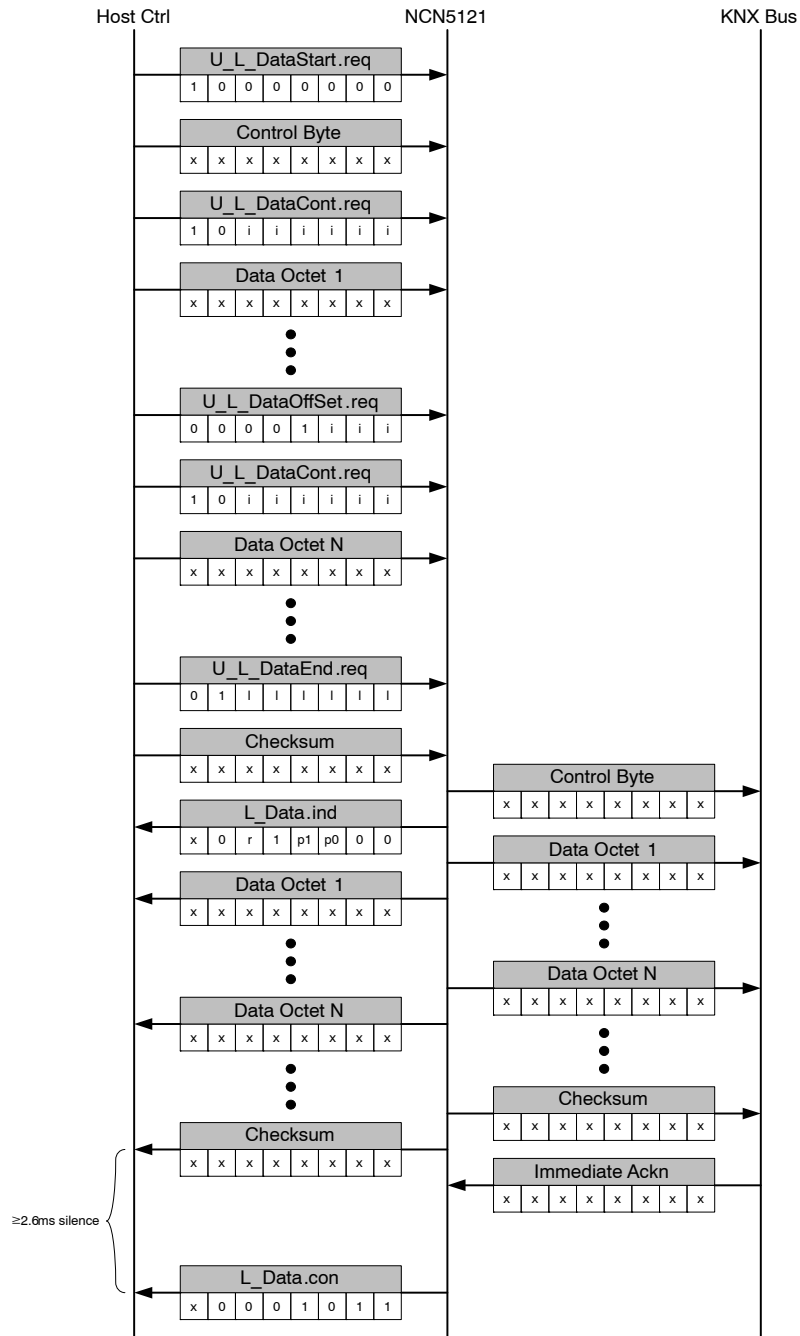 Host Ctrl NCN5121 KNX Bus
U_L_DataStart.req
1 0 0 0 0 0 0 0
Control Byte
x x x x x x x x
U_L_DataCont.req
1 0 i i i i i i
Data Octet 1
x x x x x x x x
U_L_DataOffSet.req
0 0 0 0 1 i i i
U_L_DataCont.req
1 0 i i i i i i
Data Octet N
x x x x x x x x
U_L_DataEnd.req
0 1 l l l l l l
Checksum
x x x x x x x x
Control Byte
x x x x x x x x
L_Data.ind
x 0 r 1 p1 p0 0 0
Data Octet 1
x x x x x x x x
Data Octet 1
x x x x x x x x
Data Octet N
x x x x x x x x
Data Octet N
x x x x x x x x
Checksum
x x x x x x x x
Checksum
x x x x x x x x
Immediate Ackn
x x x x x x x x
≥2.6ms silence
L_Data.con
x 0 0 0 1 0 1 1